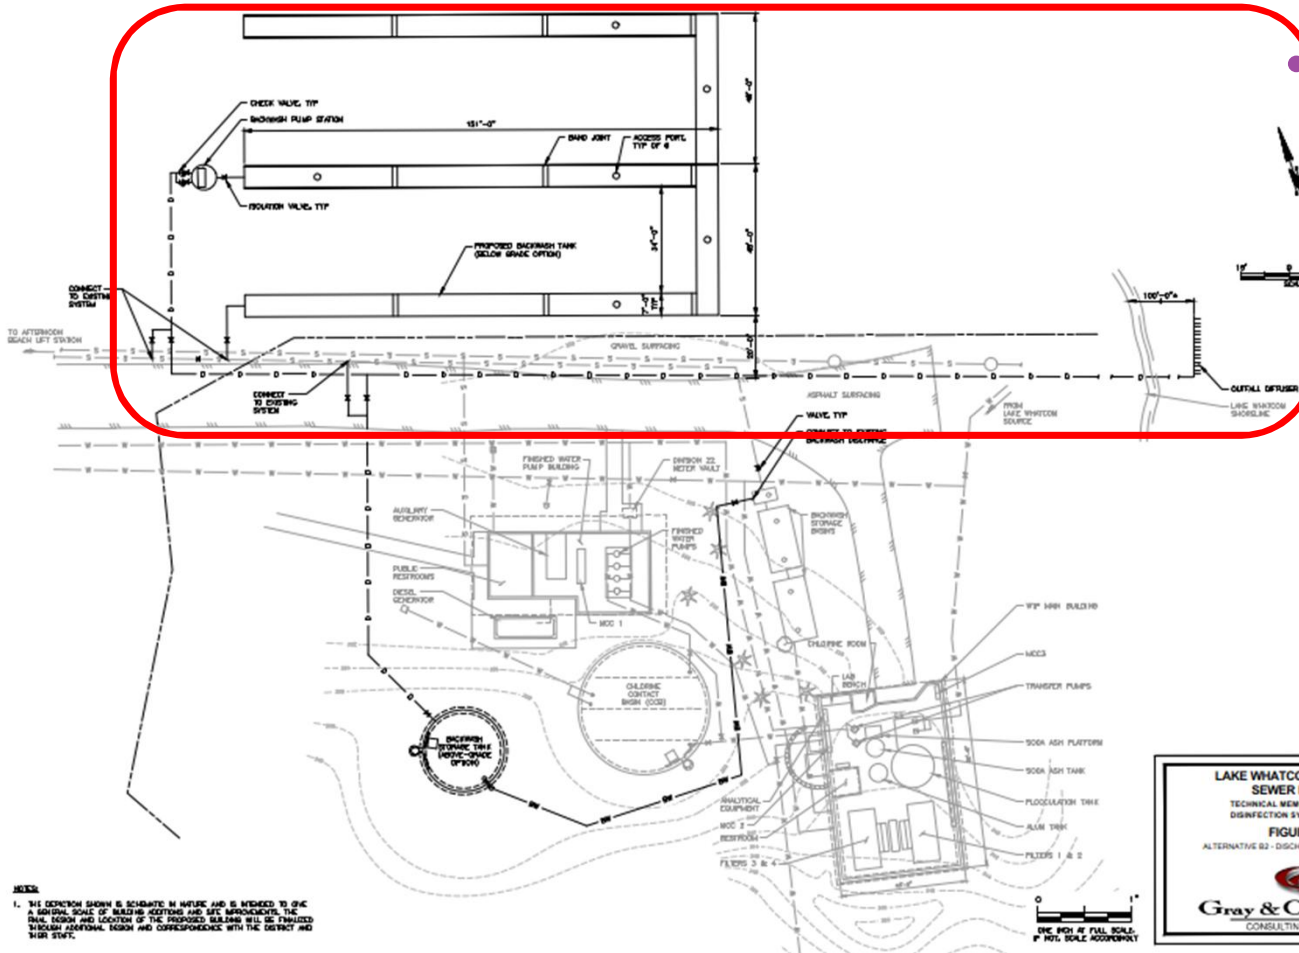 CHECK VALVE, TYP
BACKWASH PUMP STATION
151'-0"
BAND JOINT
ACCESS PORT,
TYP OF 6
48'-0"
ISOLATION VALVE, TYP
PROPOSED BACKWASH TANK
(BELOW GRADE OPTION)
34'-0"
48'-0"
7'-0"
TYP
15'
0
100'-0"±
CONNECT
TO EXISTING
SYSTEM
TO AFTERNOON
BEACH LIFT STATION
GRAVEL SURFACING
20'-0"
CONNECT
TO EXISTING
SYSTEM
ASPHALT SURFACING
OUTFALL DIFFUSER
LAKE WHATCOM
SHORELINE
FROM
LAKE WHATCOM
SOURCE
VALVE, TYP
CONNECT TO EXISTING
BACKWASH DISCHARGE
FINISHED WATER
PUMP BUILDING
DIVISION 22
METER VAULT
AUXILIARY
GENERATOR
FINISHED
WATER
PUMPS
BACKWASH
STORAGE
BASINS
PUBLIC
RESTROOMS
DIESEL
GENERATOR
MCC 1
WTP MAIN BUILDING
CHLORINE ROOM
LAB
BENCH
MCC3
TRANSFER PUMPS
CHLORINE
CONTACT
BASIN (CCB)
BACKWASH
STORAGE TANK
(ABOVE-GRADE
OPTION)
SODA ASH PLATFORM
SODA ASH TANK
FLOCCULATION TANK
ALUM TANK
ANALYTICAL
EQUIPMENT
MCC 2
RESTROOM
FILTERS 3 & 4
FILTERS 1 & 2
NOTES:
1. THE DEPICTION SHOWN IS SCHEMATIC IN NATURE AND IS INTENDED TO GIVE
A GENERAL SCALE OF BUILDING ADDITIONS AND SITE IMPROVEMENTS. THE
FINAL DESIGN AND LOCATION OF THE PROPOSED BUILDING WILL BE FINALIZED
THROUGH ADDITIONAL DESIGN AND CORRESPONDENCE WITH THE DISTRICT AND
THEIR STAFF.
0 1"
ONE INCH AT FULL SCALE.
IF NOT, SCALE ACCORDINGLY
LAKE WHATCO
SEWER
TECHNICAL MEM
DISINFECTION SY
FIGU
ALTERNATIVE B2 - DISCH
Gray & O
CONSULTIN